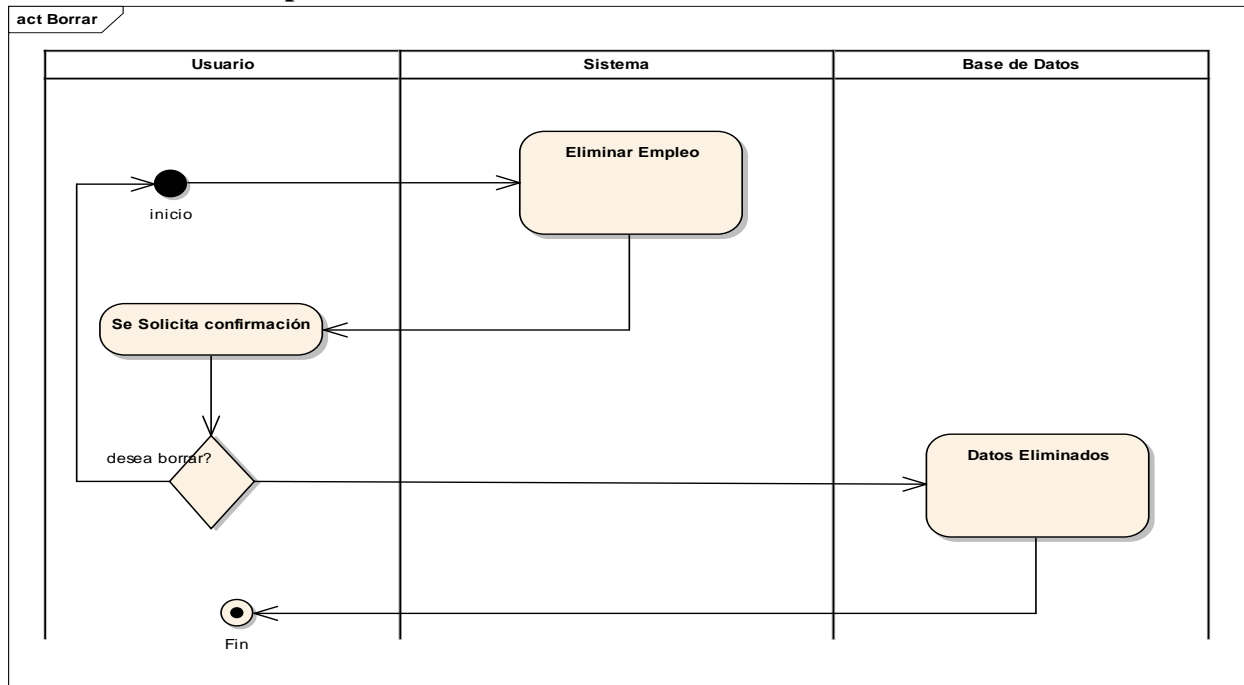 act Borrar
Usuario
Sistema
Base de Datos
Eliminar Empleo
inicio
Se Solicita confirmación
desea borrar?
Datos Eliminados
Fin